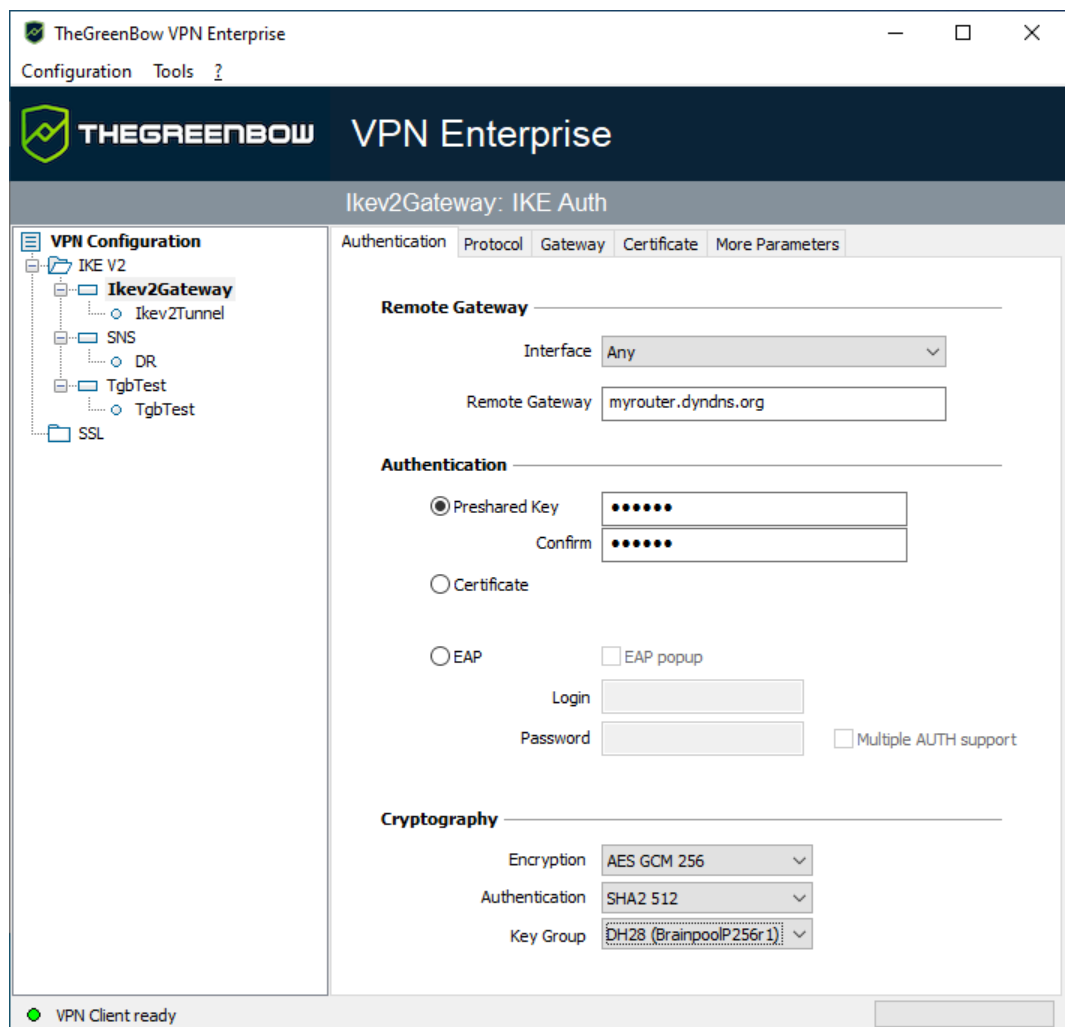 TheGreenBow VPN Enterprise
Configuration Tools ?
THEGREENBOW
VPN Enterprise
Ikev2Gateway: IKE Auth
VPN Configuration
IKE V2
Ikev2Gateway
Ikev2Tunnel
SNS
DR
TgbTest
TgbTest
SSL
Authentication Protocol Gateway Certificate More Parameters
Remote Gateway
Interface Any
Remote Gateway myrouter.dyndns.org
Authentication
Preshared Key ••••••
Confirm ••••••
Certificate
EAP EAP popup
Login
Password Multiple AUTH support
Cryptography
Encryption AES GCM 256
Authentication SHA2 512
Key Group DH28 (BrainpoolP256r1)
VPN Client ready